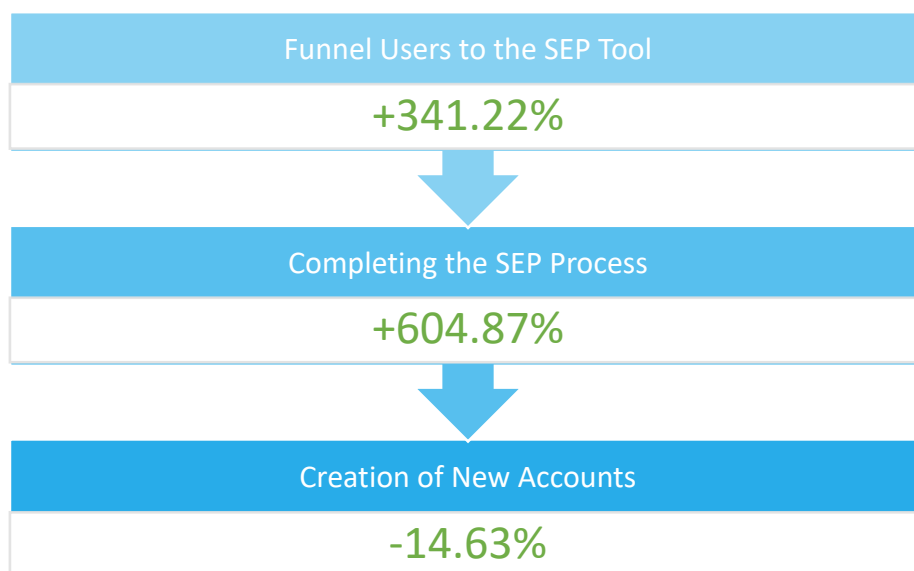 Funnel Users to the SEP Tool
+341.22%
Completing the SEP Process
+604.87%
Creation of New Accounts
-14.63%